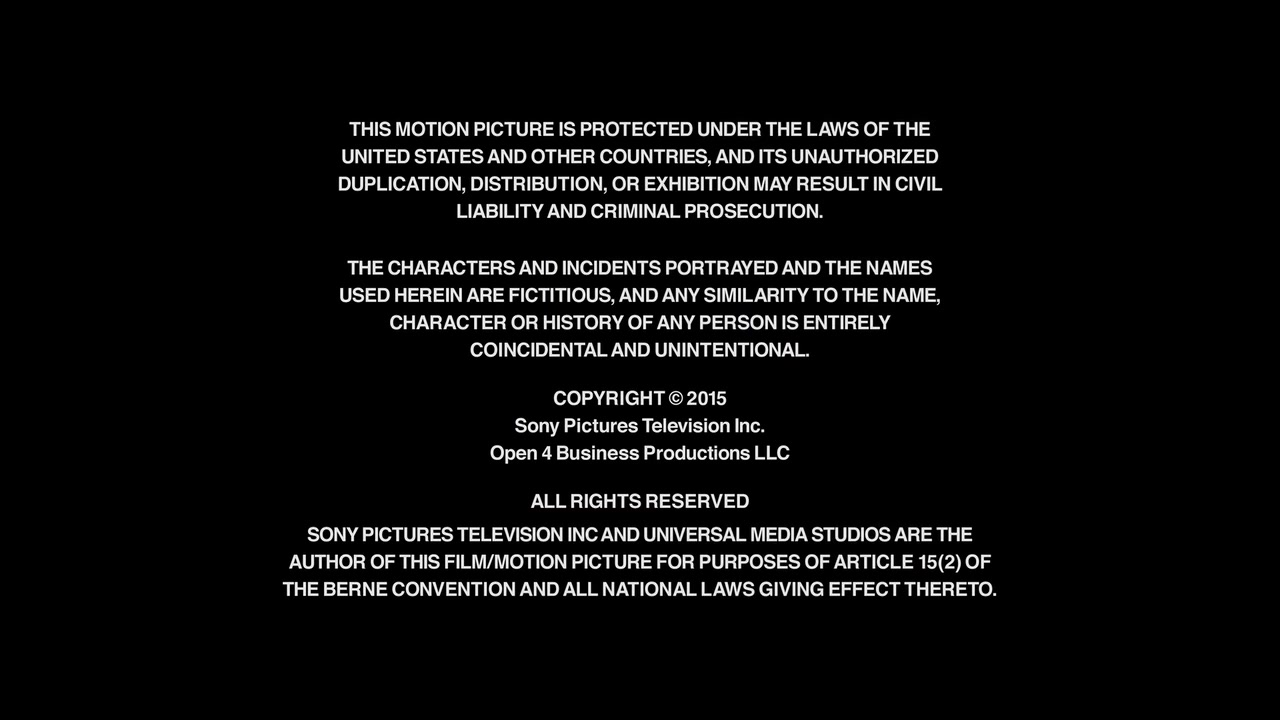 THIS MOTION PICTURE IS PROTECTED UNDER THE LAWS OF THE
UNITED STATES AND OTHER COUNTRIES, AND ITS UNAUTHORIZED
DUPLICATION, DISTRIBUTION, OR EXHIBITION MAY RESULT IN CIVIL
LIABILITY AND CRIMINAL PROSECUTION.
THE CHARACTERS AND INCIDENTS PORTRAYED AND THE NAMES
USED HEREIN ARE FICTITIOUS, AND ANY SIMILARITY TO THE NAME,
CHARACTER OR HISTORY OF ANY PERSON IS ENTIRELY
COINCIDENTAL AND UNINTENTIONAL.
COPYRIGHT © 2015
Sony Pictures Television Inc.
Open 4 Business Productions LLC
ALL RIGHTS RESERVED
SONY PICTURES TELEVISION INC AND UNIVERSAL MEDIA STUDIOS ARE THE
AUTHOR OF THIS FILM/MOTION PICTURE FOR PURPOSES OF ARTICLE 15(2) OF
THE BERNE CONVENTION AND ALL NATIONAL LAWS GIVING EFFECT THERETO.